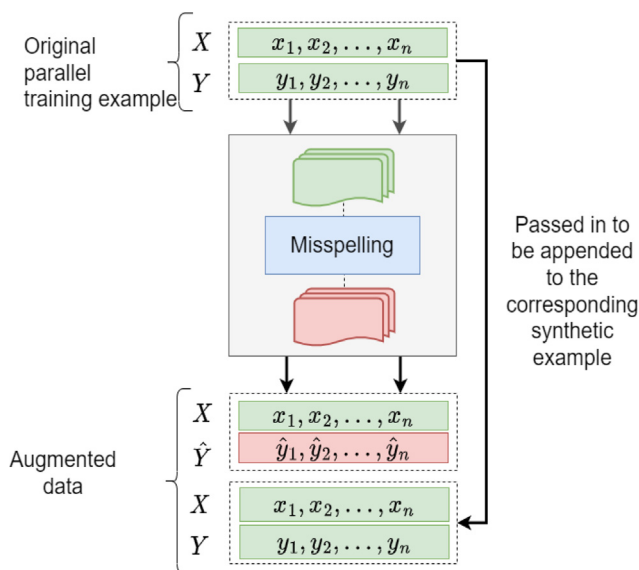 Original
parallel
training example
X
x₁, x₂, . . . , xₙ
Y
y₁, y₂, . . . , yₙ
Misspelling
Passed in to
be appended
to the
corresponding
synthetic
example
Augmented
data
X
x₁, x₂, . . . , xₙ
Ŷ
ŷ₁, ŷ₂, . . . , ŷₙ
X
x₁, x₂, . . . , xₙ
Y
y₁, y₂, . . . , yₙ